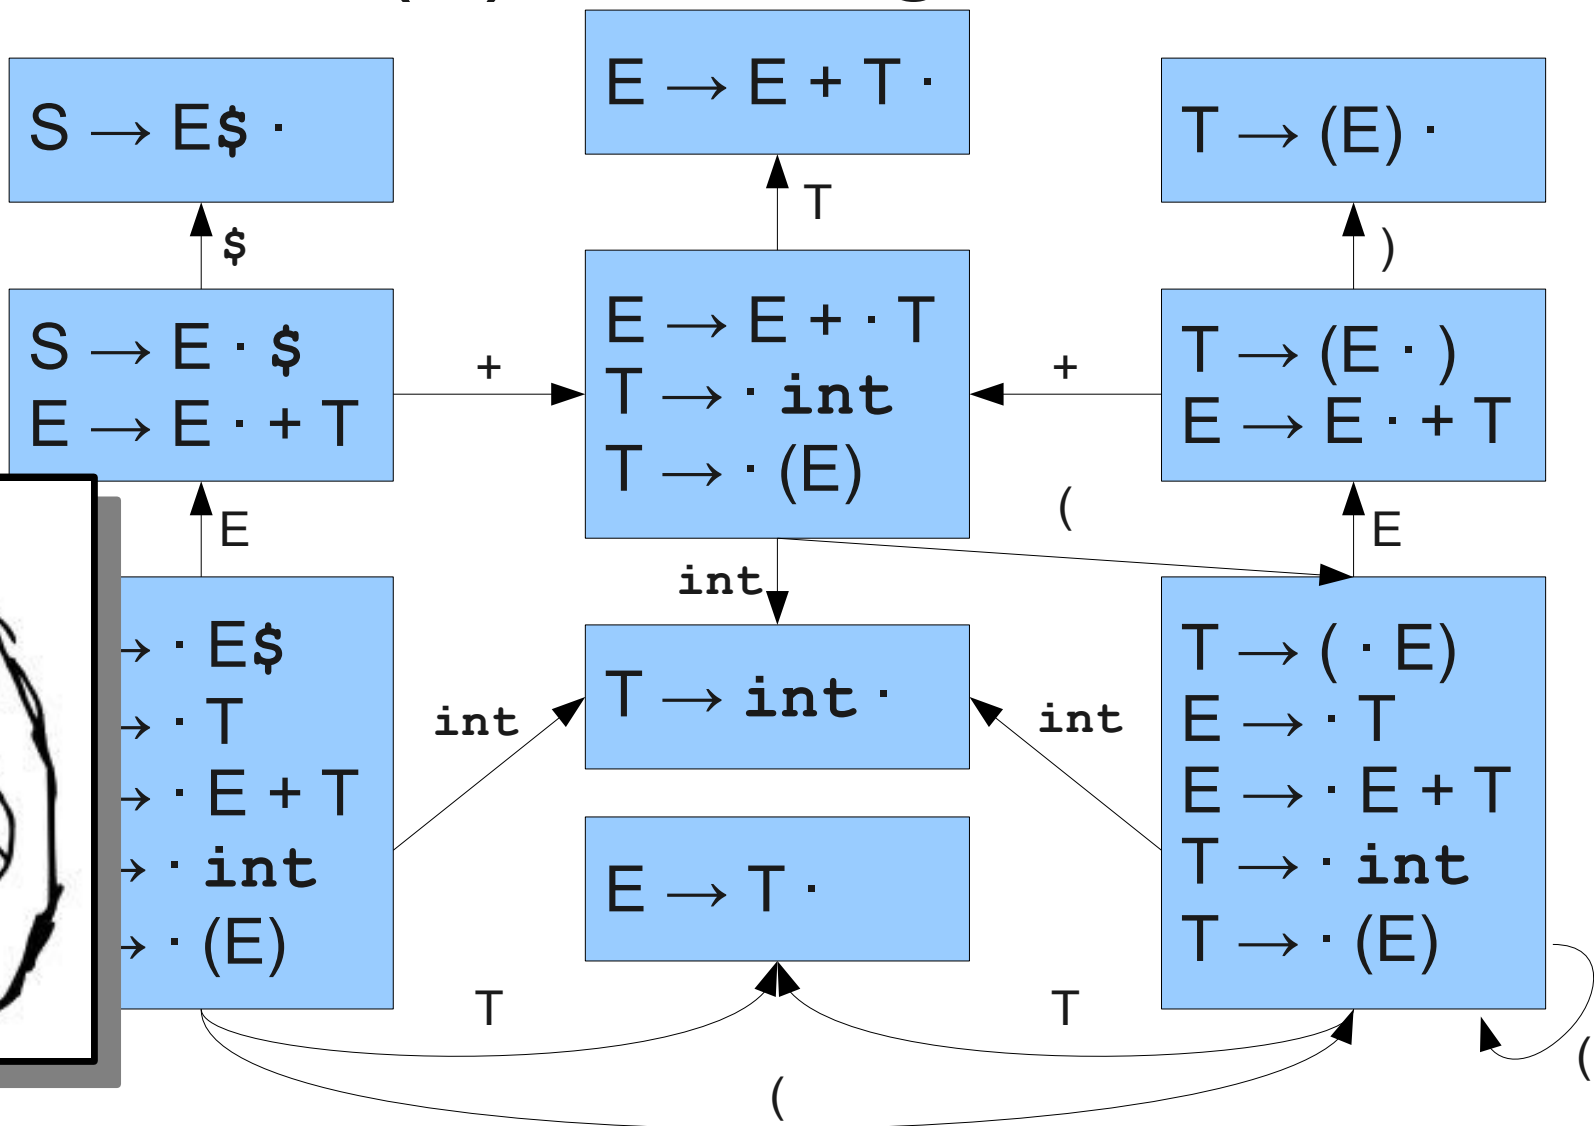 E → E + T ·
S → E$ ·
T → (E) ·
T
$
)
S → E · $
E → E · + T
+
E → E + · T
T → · int
T → · (E)
+
T → (E · )
E → E · + T
E
(
E
int
→ · E$
→ · T
→ · E + T
→ · int
→ · (E)
int
T → int ·
int
T → ( · E)
E → · T
E → · E + T
T → · int
T → · (E)
E → T ·
T
T
(
(